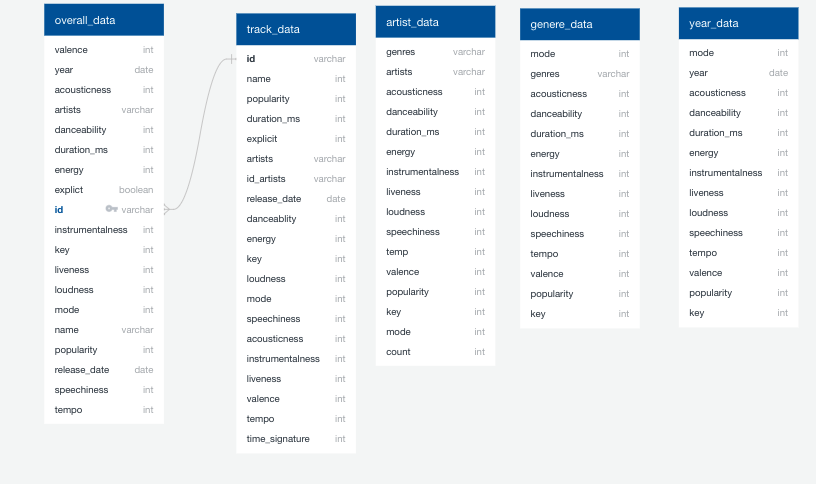 overall_data
valence int
year date
acousticness int
artists varchar
danceability int
duration_ms int
energy int
explict boolean
id varchar
instrumentalness int
key int
liveness int
loudness int
mode int
name varchar
popularity int
release_date date
speechiness int
tempo int
track_data
id varchar
name int
popularity int
duration_ms int
explicit int
artists varchar
id_artists varchar
release_date date
danceablity int
energy int
key int
loudness int
mode int
speechiness int
acousticness int
instrumentalness int
liveness int
valence int
tempo int
time_signature int
artist_data
genres varchar
artists varchar
acousticness int
danceability int
duration_ms int
energy int
instrumentalness int
liveness int
loudness int
speechiness int
temp int
valence int
popularity int
key int
mode int
count int
genere_data
mode int
genres varchar
acousticness int
danceability int
duration_ms int
energy int
instrumentalness int
liveness int
loudness int
speechiness int
tempo int
valence int
popularity int
key int
year_data
mode int
year date
acousticness int
danceability int
duration_ms int
energy int
instrumentalness int
liveness int
loudness int
speechiness int
tempo int
valence int
popularity int
key int